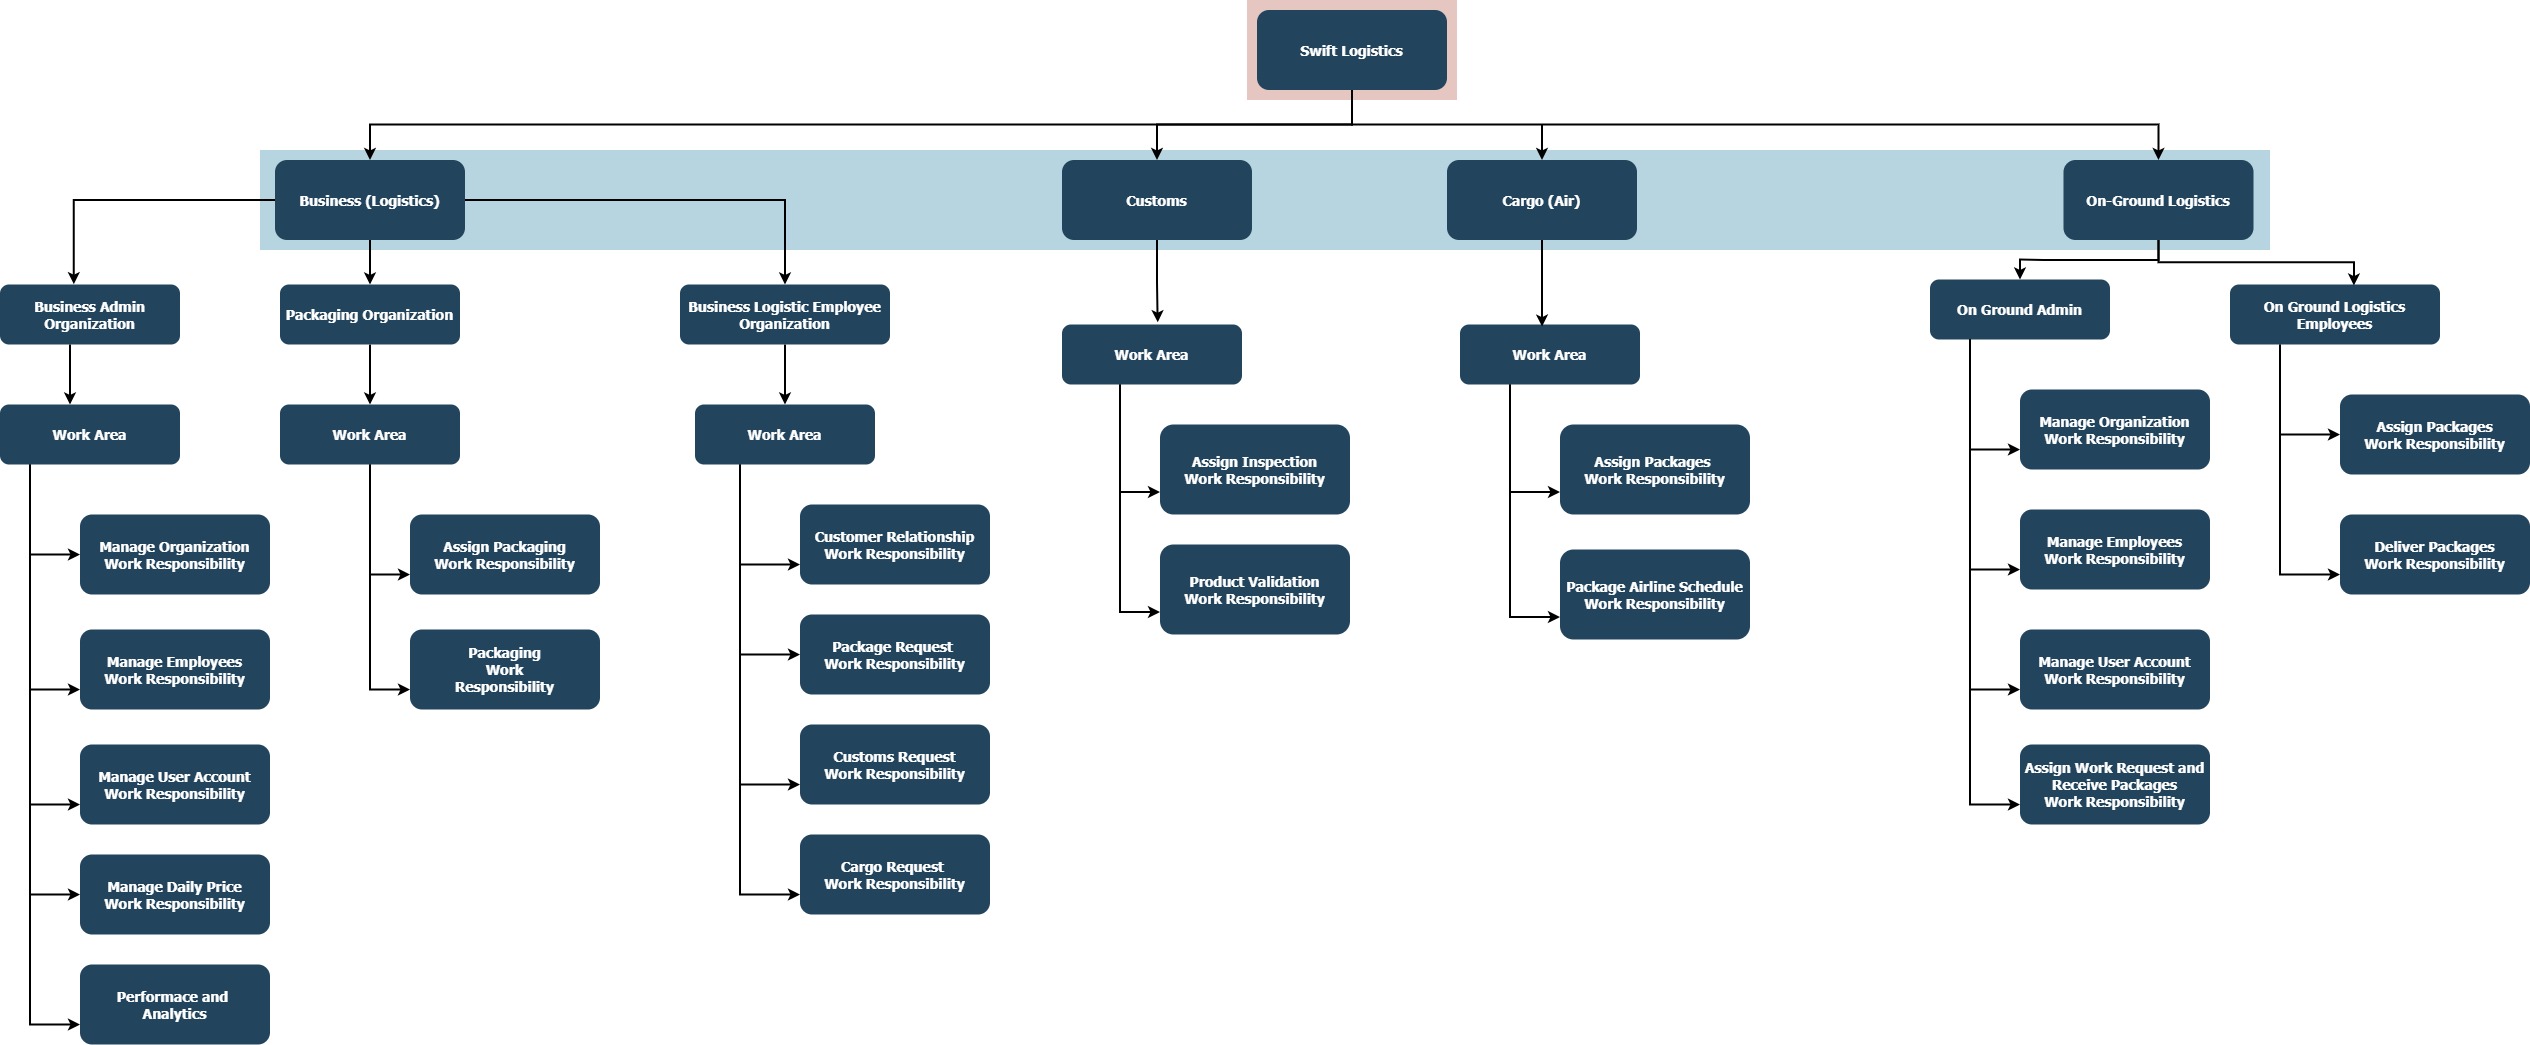 Swift Logistics
Business (Logistics)
Customs
Cargo (Air)
On-Ground Logistics
Business Admin
Organization
Packaging Organization
Business Logistic Employee
Organization
On Ground Admin
On Ground Logistics
Employees
Work Area
Work Area
Work Area
Work Area
Work Area
Manage Organization
Work Responsibility
Manage Employees
Work Responsibility
Manage User Account
Work Responsibility
Manage Daily Price
Work Responsibility
Performace and
Analytics
Assign Packaging
Work Responsibility
Packaging
Work
Responsibility
Customer Relationship
Work Responsibility
Package Request
Work Responsibility
Customs Request
Work Responsibility
Cargo Request
Work Responsibility
Assign Inspection
Work Responsibility
Product Validation
Work Responsibility
Assign Packages
Work Responsibility
Package Airline Schedule
Work Responsibility
Manage Organization
Work Responsibility
Manage Employees
Work Responsibility
Manage User Account
Work Responsibility
Assign Work Request and
Receive Packages
Work Responsibility
Assign Packages
Work Responsibility
Deliver Packages
Work Responsibility